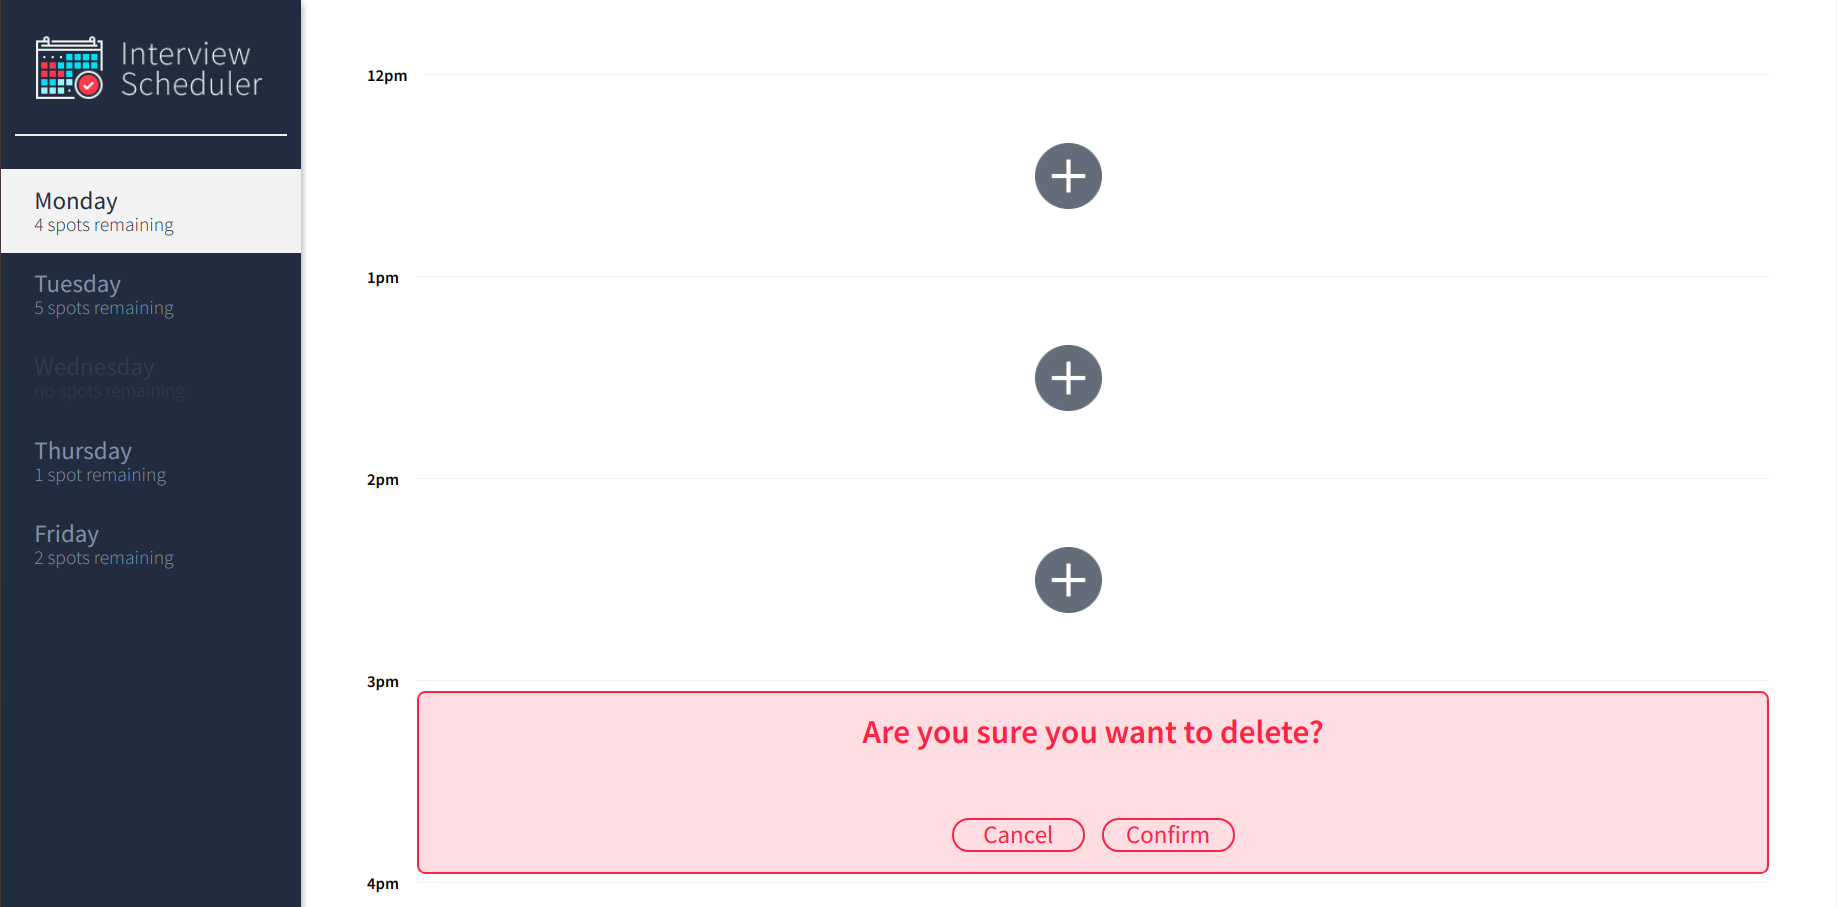 Interview
Scheduler
Monday
4 spots remaining
Tuesday
5 spots remaining
Wednesday
no spots remaining
Thursday
1 spot remaining
Friday
2 spots remaining
12pm
1pm
2pm
3pm
Are you sure you want to delete?
Cancel Confirm
4pm